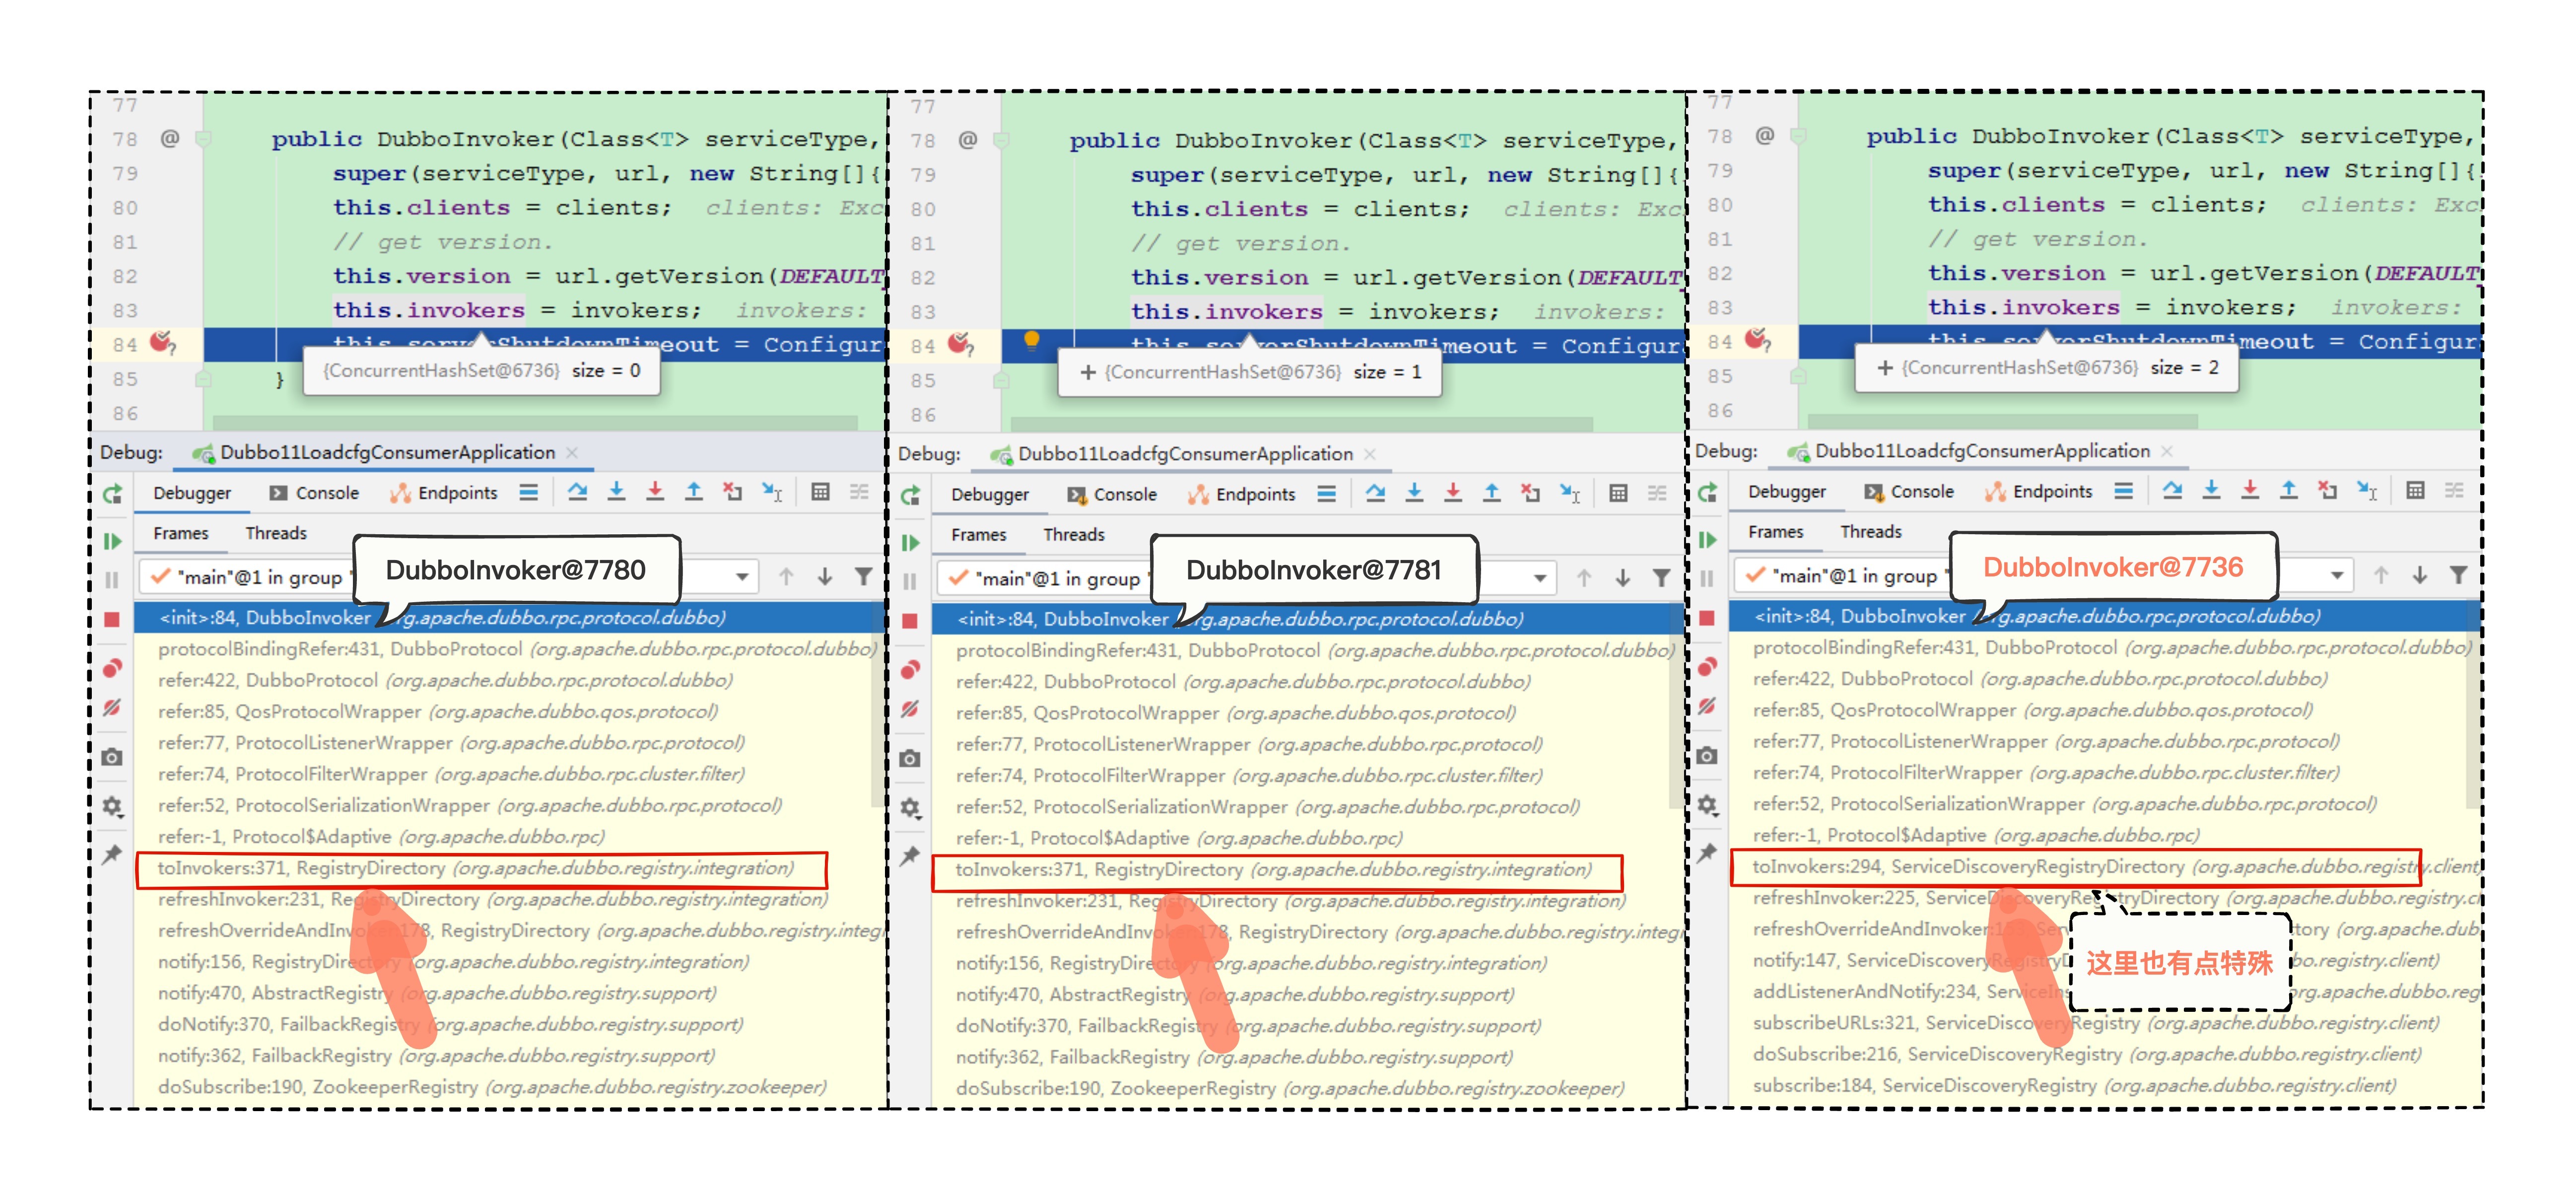 77
78 @ public DubboInvoker(Class<T> serviceType,
79 super(serviceType, url, new String[]{
80 this.clients = clients; clients: Exc
81 // get version.
82 this.version = url.getVersion(DEFAULT_
83 this.invokers = invokers; invokers:
84 this.serverShutdownTimeout = Configur
{ConcurrentHashSet@6736} size = 0
85 }
86
Debug: Dubbo11LoadcfgConsumerApplication
Debugger Console Endpoints
Frames Threads
"main"@1 in group "
DubboInvoker@7780
<init>:84, DubboInvoker (org.apache.dubbo.rpc.protocol.dubbo)
protocolBindingRefer:431, DubboProtocol (org.apache.dubbo.rpc.protocol.dubbo)
refer:422, DubboProtocol (org.apache.dubbo.rpc.protocol.dubbo)
refer:85, QosProtocolWrapper (org.apache.dubbo.qos.protocol)
refer:77, ProtocolListenerWrapper (org.apache.dubbo.rpc.protocol)
refer:74, ProtocolFilterWrapper (org.apache.dubbo.rpc.cluster.filter)
refer:52, ProtocolSerializationWrapper (org.apache.dubbo.rpc.protocol)
refer:-1, Protocol$Adaptive (org.apache.dubbo.rpc)
toInvokers:371, RegistryDirectory (org.apache.dubbo.registry.integration)
refreshInvoker:231, RegistryDirectory (org.apache.dubbo.registry.integration)
refreshOverrideAndInvoker:178, RegistryDirectory (org.apache.dubbo.registry.integr
notify:156, RegistryDirectory (org.apache.dubbo.registry.integration)
notify:470, AbstractRegistry (org.apache.dubbo.registry.support)
doNotify:370, FailbackRegistry (org.apache.dubbo.registry.support)
notify:362, FailbackRegistry (org.apache.dubbo.registry.support)
doSubscribe:190, ZookeeperRegistry (org.apache.dubbo.registry.zookeeper)
77
78 @ public DubboInvoker(Class<T> serviceType,
79 super(serviceType, url, new String[]{
80 this.clients = clients; clients: Exc
81 // get version.
82 this.version = url.getVersion(DEFAULT_
83 this.invokers = invokers; invokers:
84 this.serverShutdownTimeout = Configur
+ {ConcurrentHashSet@6736} size = 1
85
86
Debug: Dubbo11LoadcfgConsumerApplication
Debugger Console Endpoints
Frames Threads
"main"@1 in group "
DubboInvoker@7781
<init>:84, DubboInvoker (org.apache.dubbo.rpc.protocol.dubbo)
protocolBindingRefer:431, DubboProtocol (org.apache.dubbo.rpc.protocol.dubbo)
refer:422, DubboProtocol (org.apache.dubbo.rpc.protocol.dubbo)
refer:85, QosProtocolWrapper (org.apache.dubbo.qos.protocol)
refer:77, ProtocolListenerWrapper (org.apache.dubbo.rpc.protocol)
refer:74, ProtocolFilterWrapper (org.apache.dubbo.rpc.cluster.filter)
refer:52, ProtocolSerializationWrapper (org.apache.dubbo.rpc.protocol)
refer:-1, Protocol$Adaptive (org.apache.dubbo.rpc)
toInvokers:371, RegistryDirectory (org.apache.dubbo.registry.integration)
refreshInvoker:231, RegistryDirectory (org.apache.dubbo.registry.integration)
refreshOverrideAndInvoker:178, RegistryDirectory (org.apache.dubbo.registry.integr
notify:156, RegistryDirectory (org.apache.dubbo.registry.integration)
notify:470, AbstractRegistry (org.apache.dubbo.registry.support)
doNotify:370, FailbackRegistry (org.apache.dubbo.registry.support)
notify:362, FailbackRegistry (org.apache.dubbo.registry.support)
doSubscribe:190, ZookeeperRegistry (org.apache.dubbo.registry.zookeeper)
77
78 @ public DubboInvoker(Class<T> serviceType,
79 super(serviceType, url, new String[]{
80 this.clients = clients; clients: Exc
81 // get version.
82 this.version = url.getVersion(DEFAULT_
83 this.invokers = invokers; invokers:
84 this.serverShutdownTimeout = Configur
+ {ConcurrentHashSet@6736} size = 2
85
86
Debug: Dubbo11LoadcfgConsumerApplication
Debugger Console Endpoints
Frames Threads
"main"@1 in group "
DubboInvoker@7736
<init>:84, DubboInvoker (org.apache.dubbo.rpc.protocol.dubbo)
protocolBindingRefer:431, DubboProtocol (org.apache.dubbo.rpc.protocol.dubbo)
refer:422, DubboProtocol (org.apache.dubbo.rpc.protocol.dubbo)
refer:85, QosProtocolWrapper (org.apache.dubbo.qos.protocol)
refer:77, ProtocolListenerWrapper (org.apache.dubbo.rpc.protocol)
refer:74, ProtocolFilterWrapper (org.apache.dubbo.rpc.cluster.filter)
refer:52, ProtocolSerializationWrapper (org.apache.dubbo.rpc.protocol)
refer:-1, Protocol$Adaptive (org.apache.dubbo.rpc)
toInvokers:294, ServiceDiscoveryRegistryDirectory (org.apache.dubbo.registry.client
refreshInvoker:225, ServiceDiscoveryRegistryDirectory (org.apache.dubbo.registry.cl
refreshOverrideAndInvoker: Serv tory (org.apache.dub
notify:147, ServiceDiscoveryRegistryD bo.registry.client)
这里也有点特殊
addListenerAndNotify:234, ServiceIns org.apache.dubbo.reg
subscribeURLs:321, ServiceDiscoveryRegistry (org.apache.dubbo.registry.client)
doSubscribe:216, ServiceDiscoveryRegistry (org.apache.dubbo.registry.client)
subscribe:184, ServiceDiscoveryRegistry (org.apache.dubbo.registry.client)